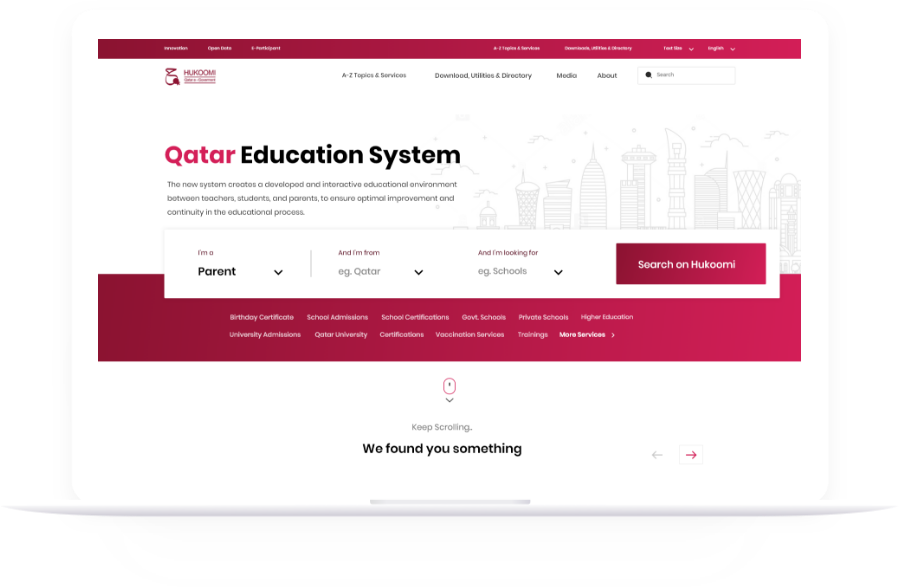 Innovation Open Data E-Participant A-Z Topics & Services Downloads, Utilities & Directory Text Size English
HUKOOMI
Qatar e. Government
A-Z Topics & Services Download, Utilities & Directory Media About Search
Qatar Education System
The new system creates a developed and interactive educational environment
between teachers, students, and parents, to ensure optimal improvement and
continuity in the educational process.
I'm a And I'm from And I'm looking for
Parent eg. Qatar eg. Schools Search on Hukoomi
Birthday Certificate School Admissions School Certifications Govt. Schools Private Schools Higher Education
University Admissions Qatar University Certifications Vaccination Services Trainings More Services
Keep Scrolling..
We found you something